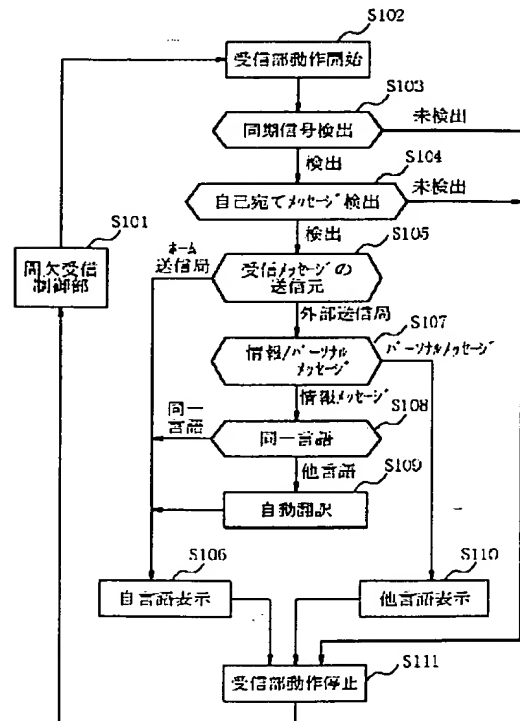 S102
受信部動作開始
S103
同期信号検出
未検出
検出
S104
自己宛てメッセージ検出
未検出
検出
S101
間欠受信
制御部
S105
ホーム
送信局
受信メッセージの
送信元
外部送信局
S107
情報/パーソナル
メッセージ
パーソナルメッセージ
情報メッセージ
S108
同一
言語
同一言語
他言語
S109
自動翻訳
S106
自言語表示
S110
他言語表示
S111
受信部動作停止